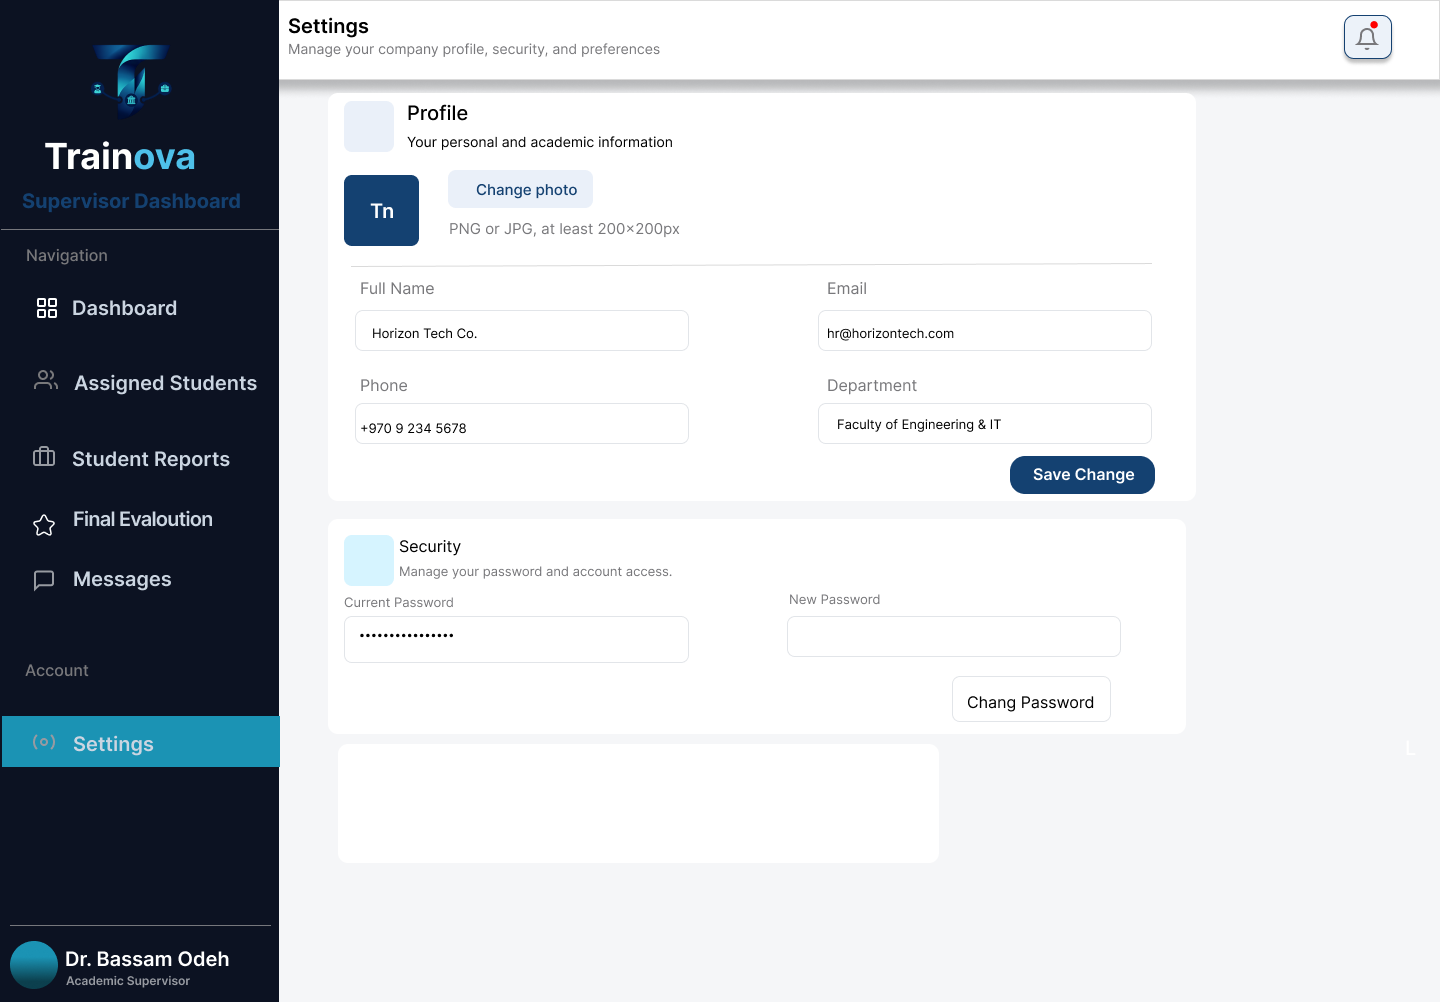 Trainova
Supervisor Dashboard
Navigation
Dashboard
Assigned Students
Student Reports
Final Evaloution
Messages
Account
Settings
Dr. Bassam Odeh
Academic Supervisor
Settings
Manage your company profile, security, and preferences
Profile
Your personal and academic information
Tn
Change photo
PNG or JPG, at least 200×200px
Full Name
Email
Horizon Tech Co.
hr@horizontech.com
Phone
Department
+970 9 234 5678
Faculty of Engineering & IT
Save Change
Security
Manage your password and account access.
Current Password
New Password
••••••••••••••••
Chang Password
L